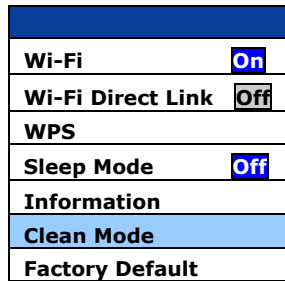 Wi-Fi On
Wi-Fi Direct Link Off
WPS
Sleep Mode Off
Information
Clean Mode
Factory Default